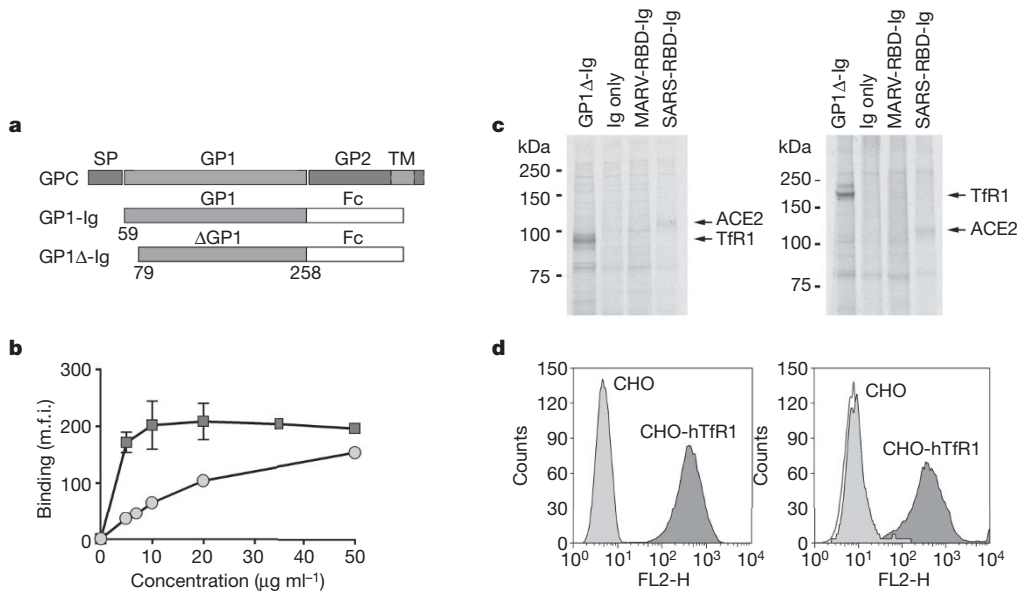 a
SP GP1 GP2 TM
GPC
GP1 Fc
GP1-Ig
59
ΔGP1 Fc
GP1Δ-Ig
79 258
b
300
200
100
0
Binding (m.f.i.)
0 10 20 30 40 50
Concentration (μg ml–1)
c
GP1Δ-Ig
Ig only
MARV-RBD-Ig
SARS-RBD-Ig
kDa
250
150
100
75
ACE2
TfR1
GP1Δ-Ig
Ig only
MARV-RBD-Ig
SARS-RBD-Ig
kDa
250
150
100
75
TfR1
ACE2
d
150
120
90
60
30
0
Counts
CHO
CHO-hTfR1
100 101 102 103 104
FL2-H
150
120
90
60
30
0
Counts
CHO
CHO-hTfR1
100 101 102 103 104
FL2-H